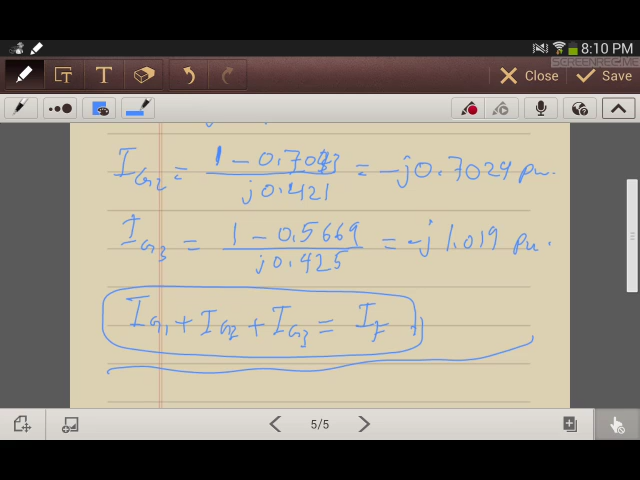 8:10 PM
SCREENREC.ME
T T Close Save
I_G2 = (1 - 0.7043)/(j0.421) = -j0.7024 pu.
I_G3 = (1 - 0.5669)/(j0.425) = -j1.019 pu.
I_G1 + I_G2 + I_G3 = I_f
5/5